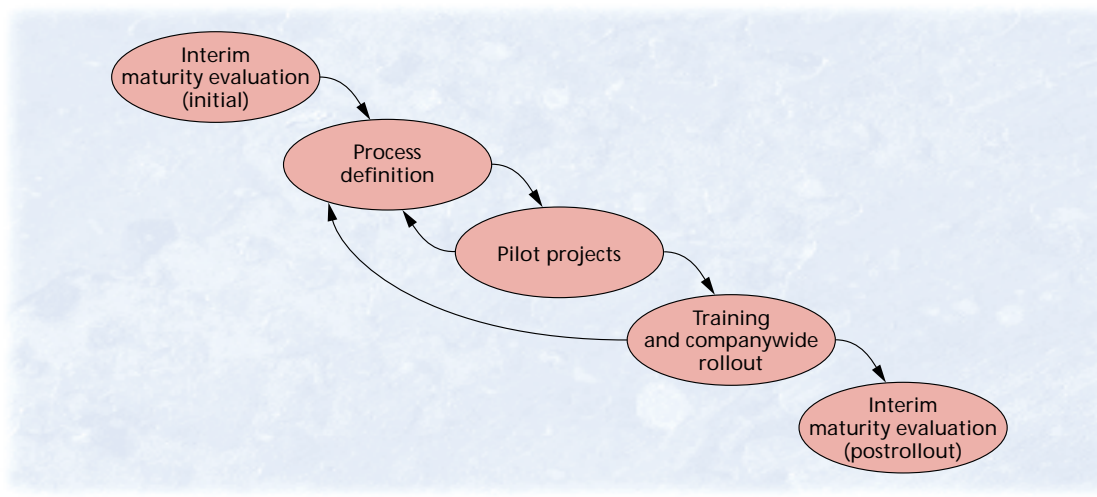 Interim
maturity evaluation
(initial)
Process
definition
Pilot projects
Training
and companywide
rollout
Interim
maturity evaluation
(postrollout)